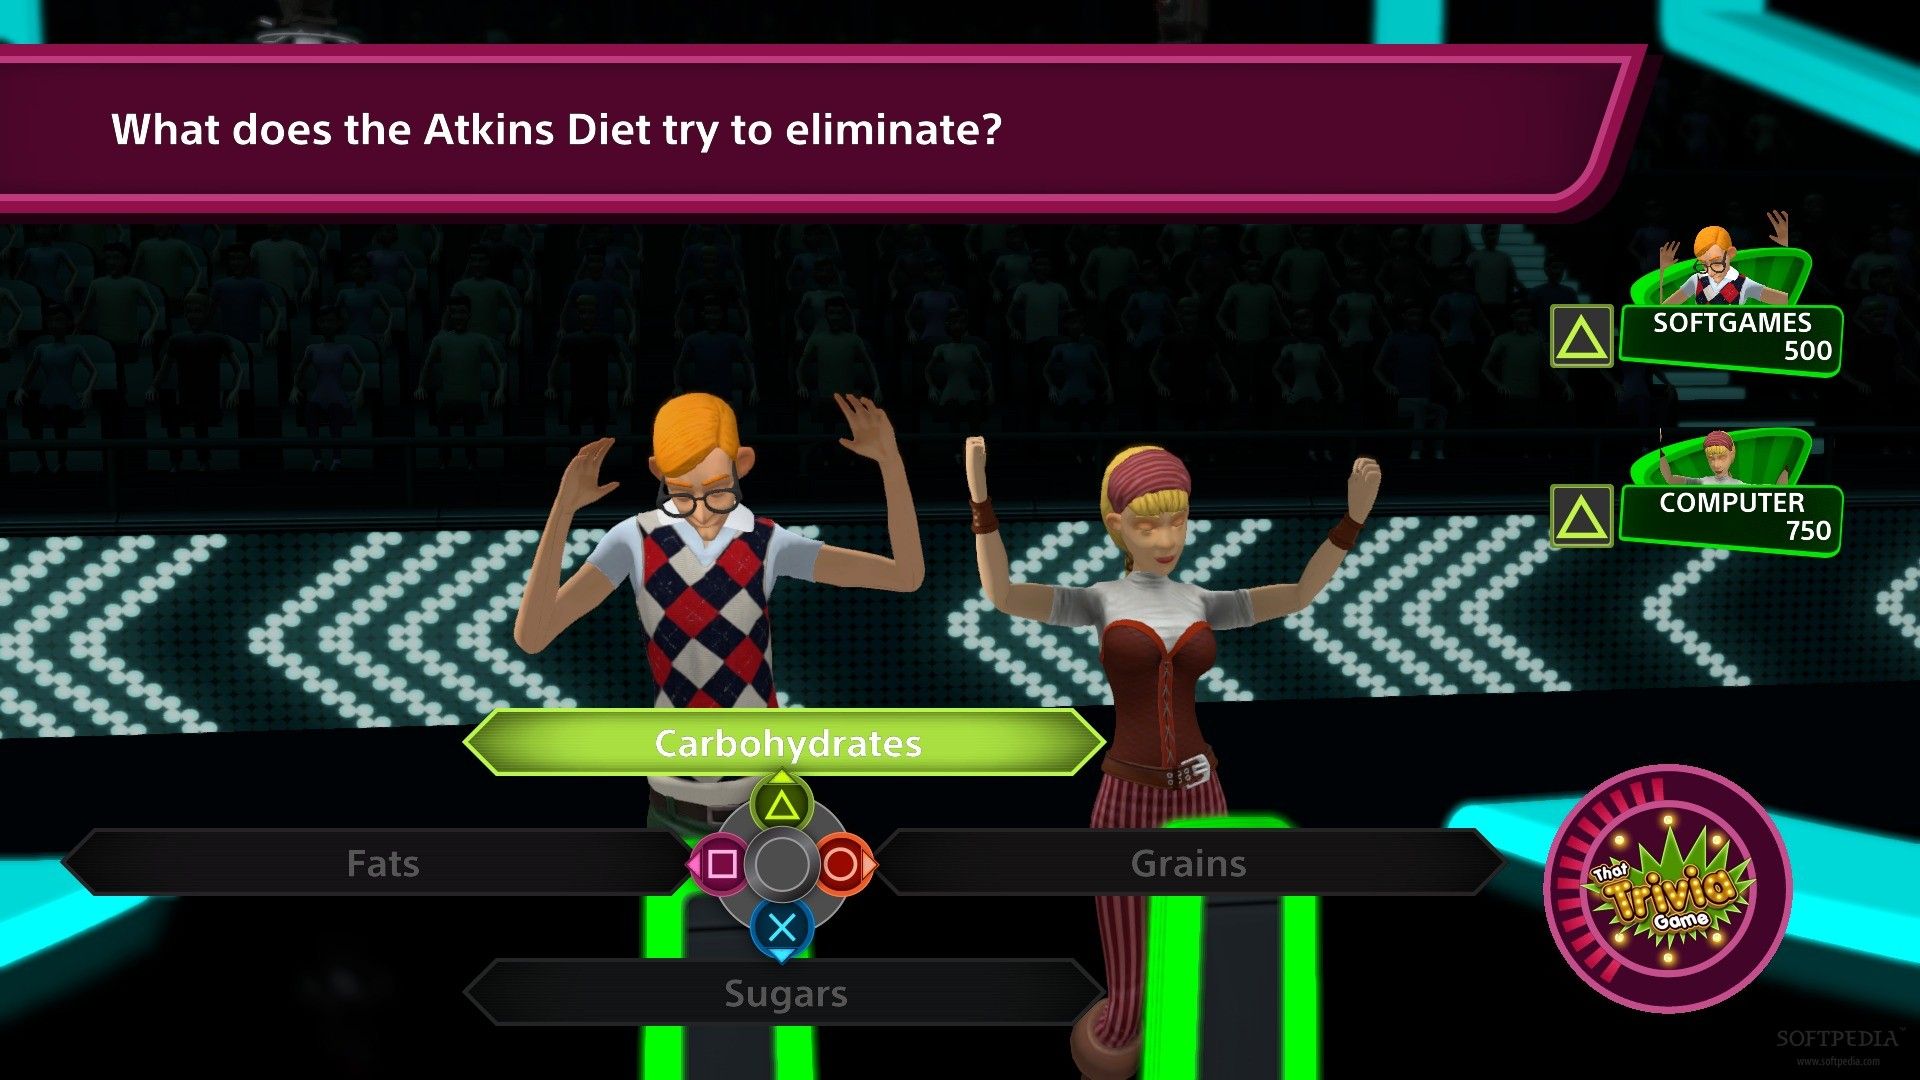 What does the Atkins Diet try to eliminate?
SOFTGAMES
500
COMPUTER
750
Carbohydrates
Fats
Grains
Sugars
That
Trivia
Game
SOFTPEDIA
www.softpedia.com